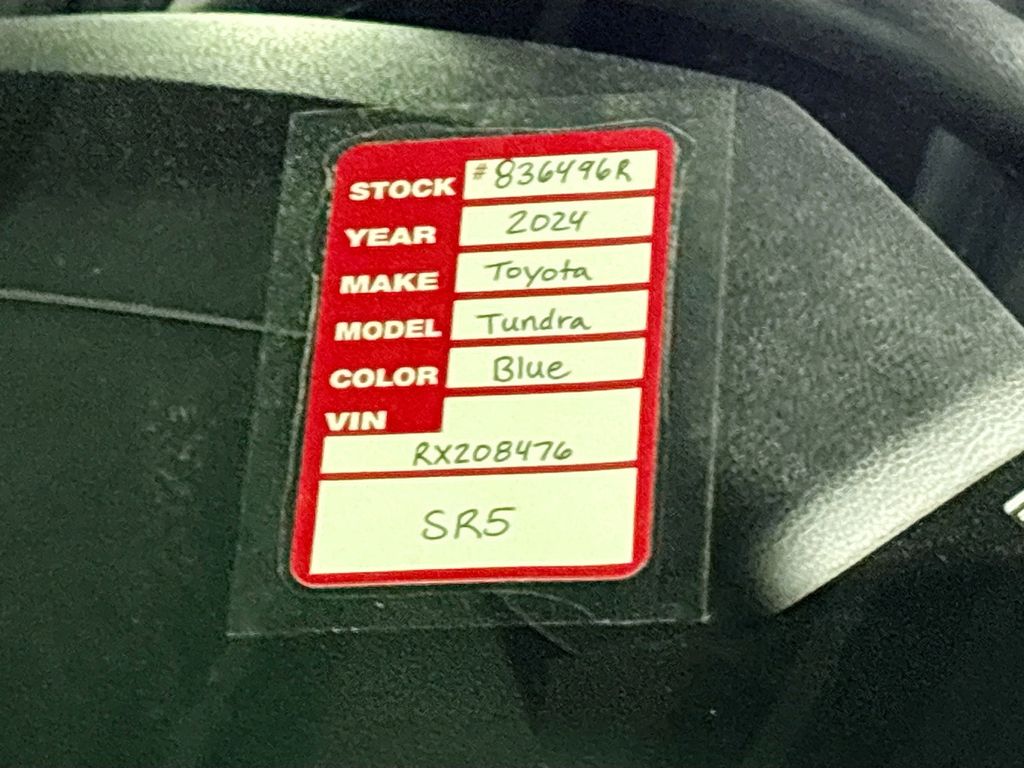 STOCK #836496R
YEAR 2024
MAKE Toyota
MODEL Tundra
COLOR Blue
VIN
RX208476
SR5